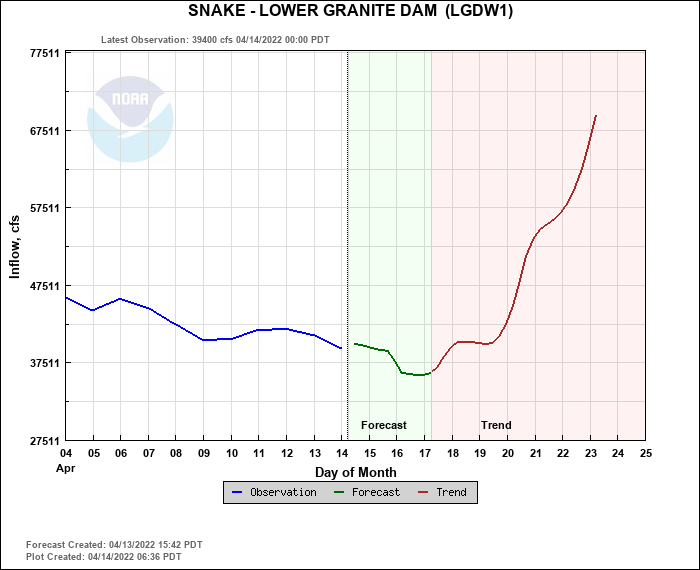 SNAKE - LOWER GRANITE DAM (LGDW1)
Latest Observation: 39400 cfs 04/14/2022 00:00 PDT
77511
67511
57511
47511
37511
27511
Inflow, cfs
NOAA
Forecast
Trend
04 05 06 07 08 09 10 11 12 13 14 15 16 17 18 19 20 21 22 23 24 25
Apr
Day of Month
Observation Forecast Trend
Forecast Created: 04/13/2022 15:42 PDT
Plot Created: 04/14/2022 06:36 PDT